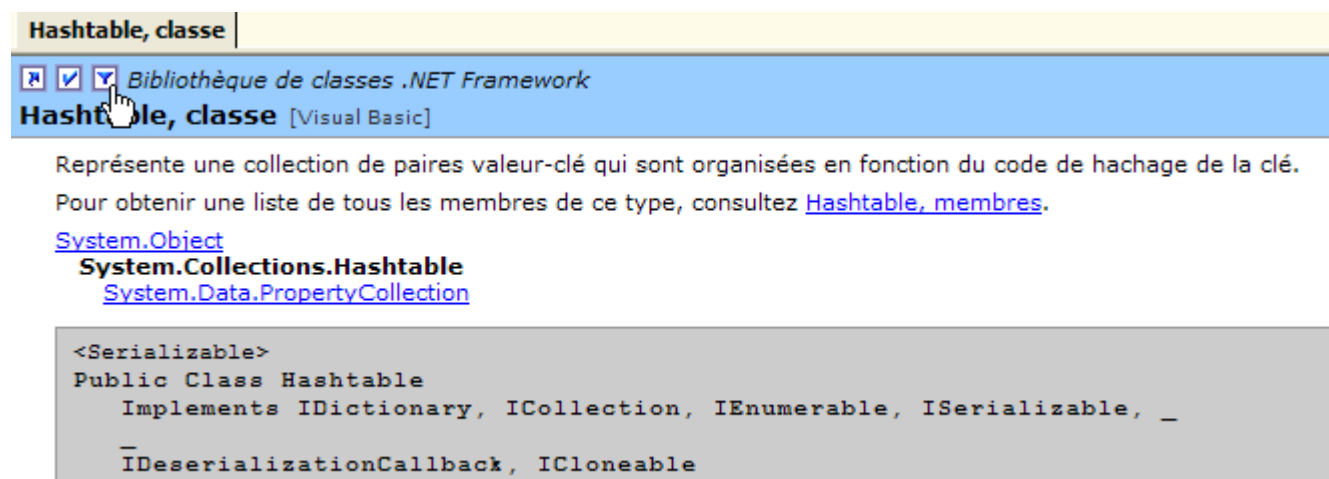 Hashtable, classe
Bibliothèque de classes .NET Framework
Hashtable, classe [Visual Basic]
Représente une collection de paires valeur-clé qui sont organisées en fonction du code de hachage de la clé.
Pour obtenir une liste de tous les membres de ce type, consultez Hashtable, membres.
System.Object
System.Collections.Hashtable
System.Data.PropertyCollection
<Serializable>
Public Class Hashtable
Implements IDictionary, ICollection, IEnumerable, ISerializable, _
_
IDeserializationCallback, ICloneable